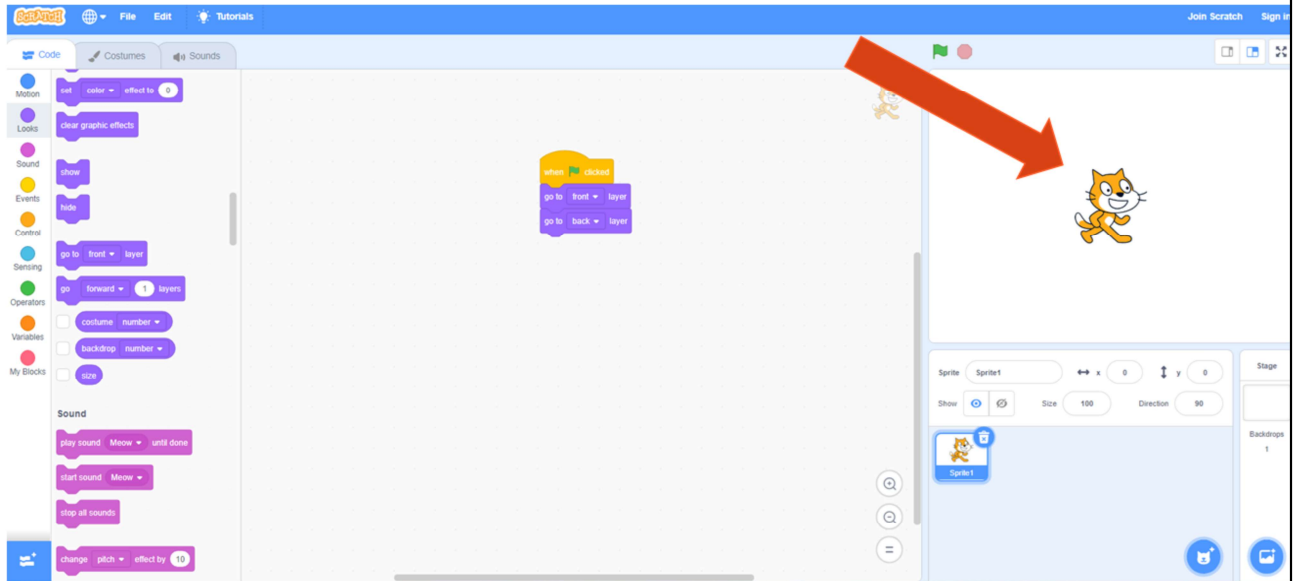 SCRATCH File Edit Tutorials Join Scratch Sign in
Code Costumes Sounds
Motion
Looks
Sound
Events
Control
Sensing
Operators
Variables
My Blocks
set color effect to 0
clear graphic effects
show
hide
go to front layer
go forward 1 layers
costume number
backdrop number
size
Sound
play sound Meow until done
start sound Meow
stop all sounds
change pitch effect by 10
when clicked
go to front layer
go to back layer
Sprite Sprite1 x 0 y 0
Show Size 100 Direction 90
Sprite1
Stage
Backdrops
1